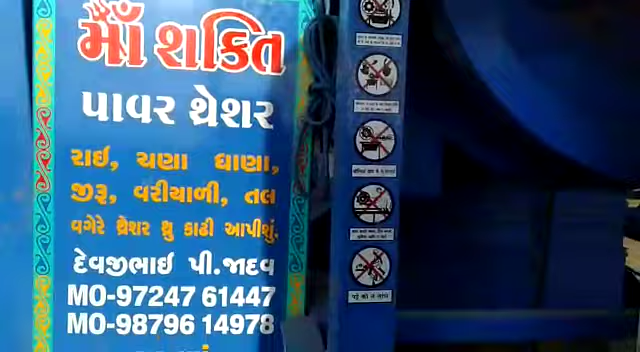 માઁ શક્તિ
પાવર થ્રેશર
રાઇ, ચણા ધાણા,
જીરૂ, વરીયાળી, તલ
વગેરે થ્રેશર થ્રુ કાઢી આપીશું.
દેવજીભાઇ પી.જાદવ
MO-97247 61447
MO-98796 14978